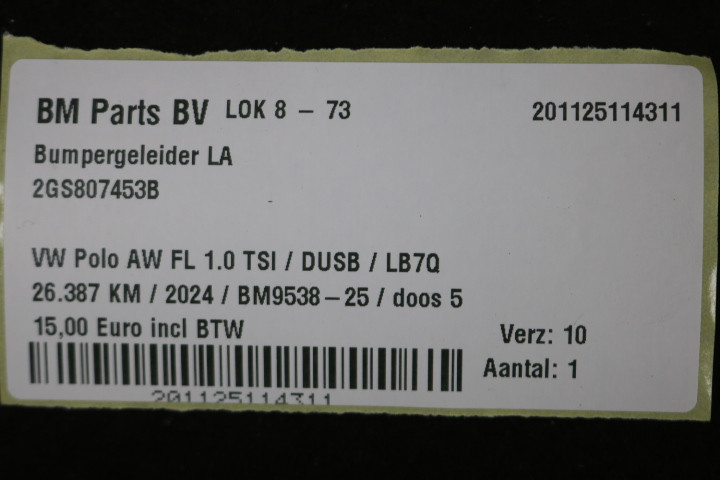 BM Parts BV LOK 8 - 73 201125114311
Bumpergeleider LA
2GS807453B
VW Polo AW FL 1.0 TSI / DUSB / LB7Q
26.387 KM / 2024 / BM9538-25 / doos 5
15,00 Euro incl BTW
Verz: 10
Aantal: 1
201125114311